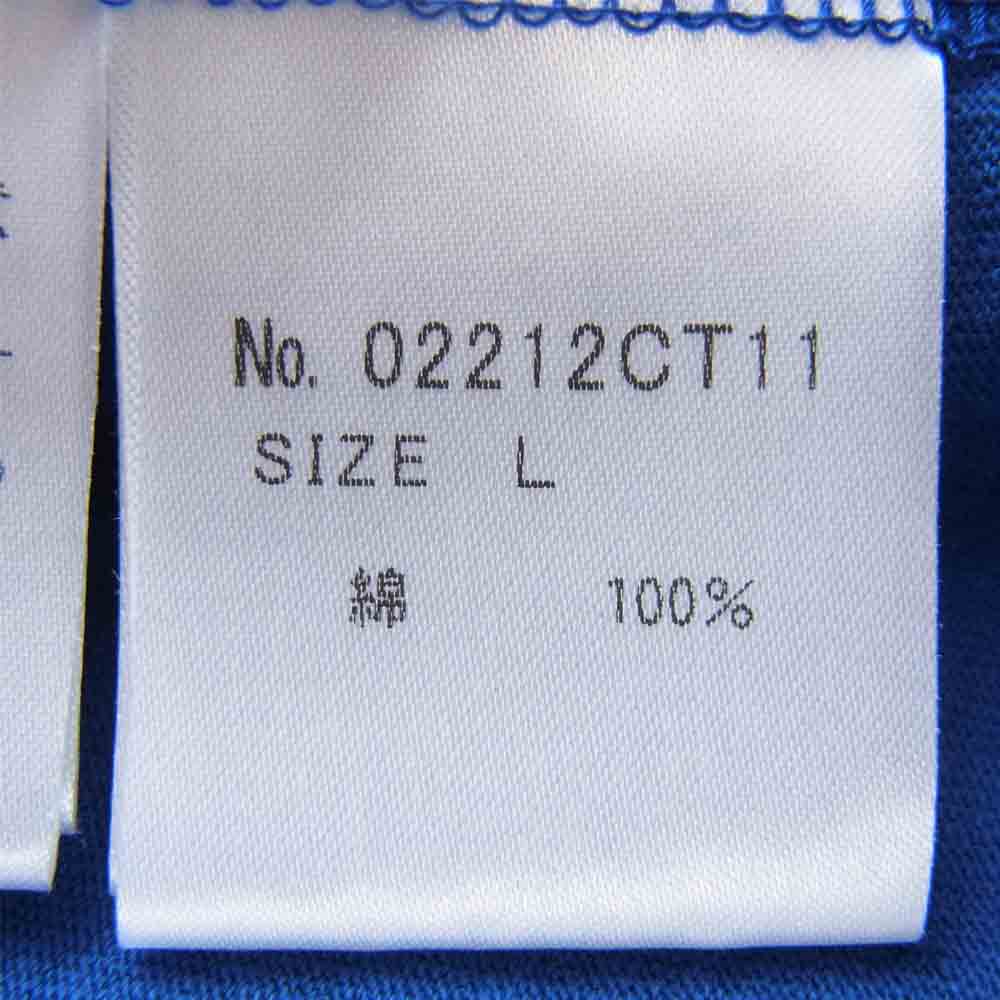 No. 02212CT11
SIZE L
綿 100%